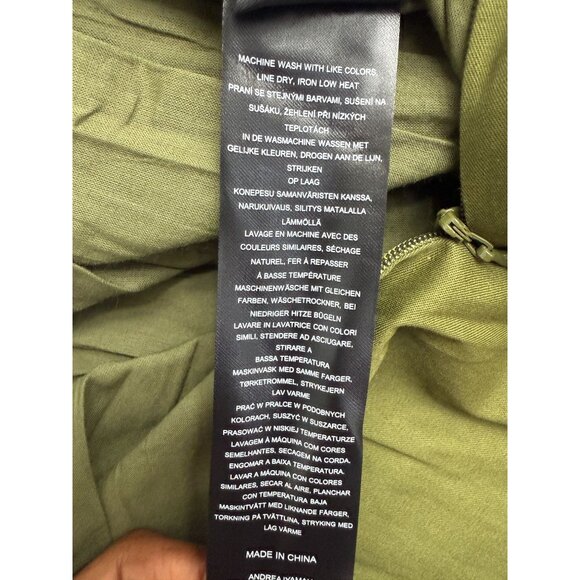 MACHINE WASH WITH LIKE COLORS,
LINE DRY, IRON LOW HEAT
PRANÍ SE STEJNÝMI BARVAMI, SUŠENÍ NA
SUŠÁKU, ŽEHLENÍ PŘI NÍZKÝCH
TEPLOTÁCH
IN DE WASMACHINE WASSEN MET
GELIJKE KLEUREN, DROGEN AAN DE LIJN,
STRIJKEN
OP LAAG
KONEPESU SAMANVÄRISTEN KANSSA,
NARUKUIVAUS, SILITYS MATALALLA
LÄMMÖLLÄ
LAVAGE EN MACHINE AVEC DES
COULEURS SIMILAIRES, SÉCHAGE
NATUREL, FER À REPASSER
À BASSE TEMPÉRATURE
MASCHINENWÄSCHE MIT GLEICHEN
FARBEN, WÄSCHETROCKNER, BEI
NIEDRIGER HITZE BÜGELN
LAVARE IN LAVATRICE CON COLORI
SIMILI, STENDERE AD ASCIUGARE,
STIRARE A
BASSA TEMPERATURA
MASKINVASK MED SAMME FARGER,
TØRKETROMMEL, STRYKEJERN
LAV VARME
PRAĆ W PRALCE W PODOBNYCH
KOLORACH, SUSZYĆ W SUSZARCE,
PRASOWAĆ W NISKIEJ TEMPERATURZE
LAVAGEM À MÁQUINA COM CORES
SEMELHANTES, SECAGEM NA CORDA,
ENGOMAR A BAIXA TEMPERATURA
LAVAR A MÁQUINA CON COLORES
SIMILARES, SECAR AL AIRE, PLANCHAR
CON TEMPERATURA BAJA
MASKINTVÄTT MED LIKNANDE FÄRGER,
TORKNING PÅ TVÄTTLINA, STRYKING MED
LÅG VÄRME
MADE IN CHINA
ANDREA IYAMAH